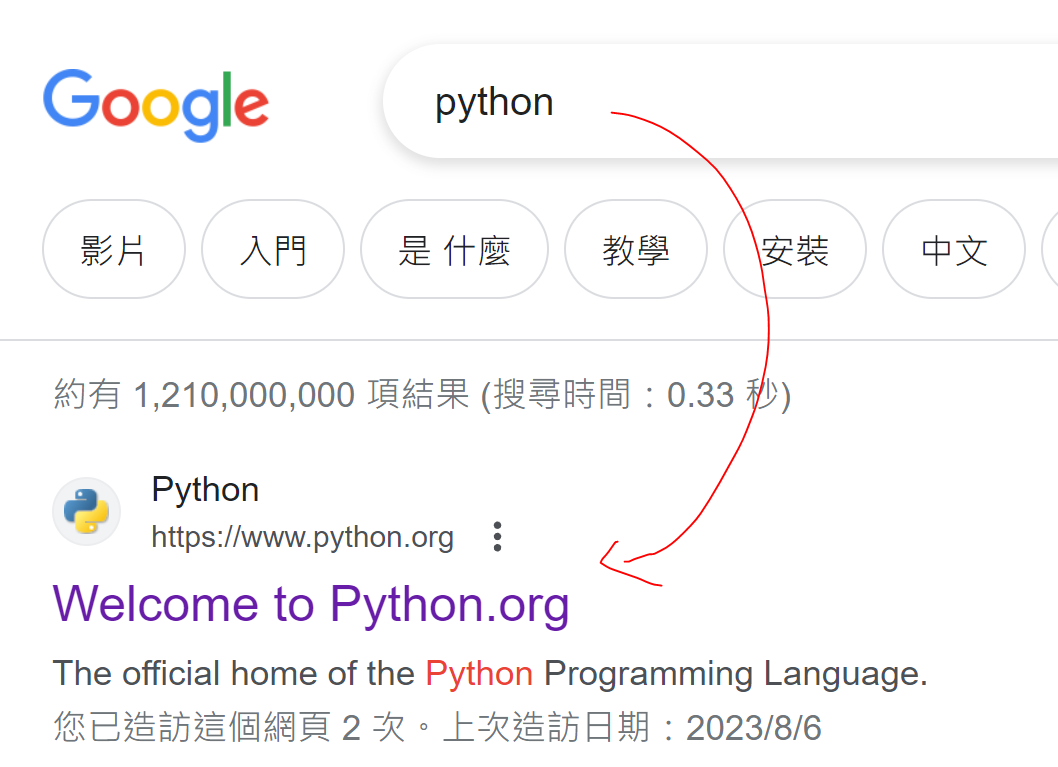 Google python
影片 入門 是 什麼 教學 安裝 中文
約有 1,210,000,000 項結果 (搜尋時間：0.33 秒)
Python
https://www.python.org
Welcome to Python.org
The official home of the Python Programming Language.
您已造訪這個網頁 2 次。上次造訪日期：2023/8/6